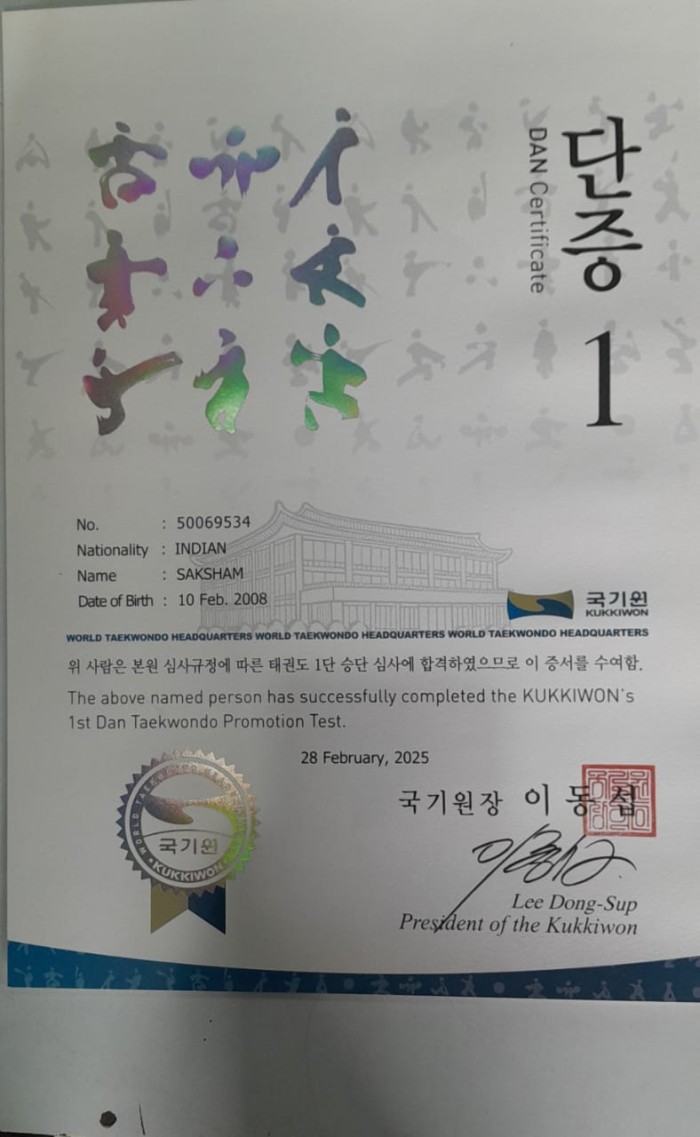 단증
DAN Certificate
1
No. : 50069534
Nationality : INDIAN
Name : SAKSHAM
Date of Birth : 10 Feb. 2008
국기원
KUKKIWON
WORLD TAEKWONDO HEADQUARTERS WORLD TAEKWONDO HEADQUARTERS WORLD TAEKWONDO HEADQUARTERS
위 사람은 본원 심사규정에 따른 태권도 1단 승단 심사에 합격하였으므로 이 증서를 수여함.
The above named person has successfully completed the KUKKIWON's
1st Dan Taekwondo Promotion Test.
28 February, 2025
국기원장 이동섭
Lee Dong-Sup
President of the Kukkiwon
국기원
KUKKIWON